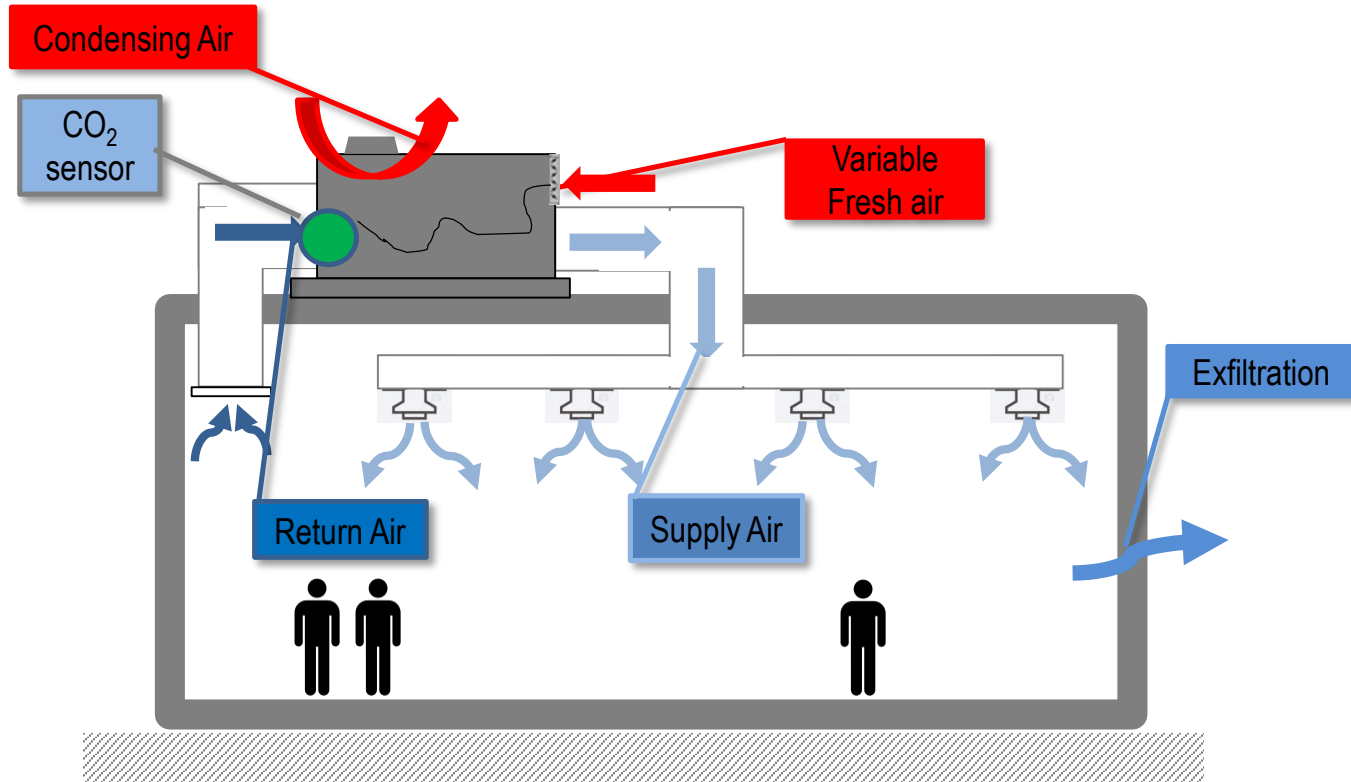 Condensing Air
CO₂
sensor
Variable
Fresh air
Exfiltration
Return Air
Supply Air